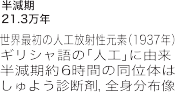 半減期
21.3万年
世界最初の人工放射性元素(1937年)
ギリシャ語の「人工」に由来
半減期約6時間の同位体は
しゅよう診断剤,全身分布像